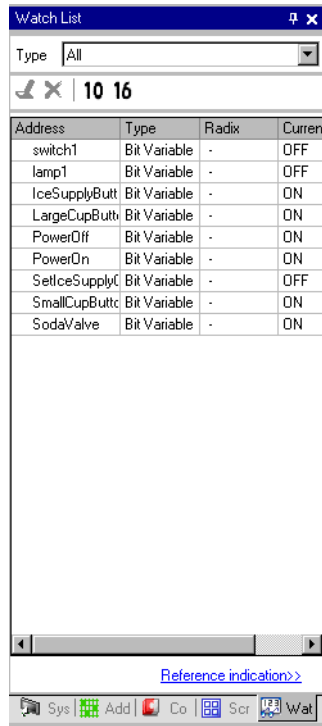 Watch List
Type All
10 16
Address Type Radix Curren
switch1 Bit Variable - OFF
lamp1 Bit Variable - OFF
IceSupplyButt Bit Variable - ON
LargeCupButt Bit Variable - ON
PowerOff Bit Variable - ON
PowerOn Bit Variable - ON
SetIceSupply Bit Variable - OFF
SmallCupButt Bit Variable - ON
SodaValve Bit Variable - ON
Reference indication>>
Sys Add Co Scr Wat